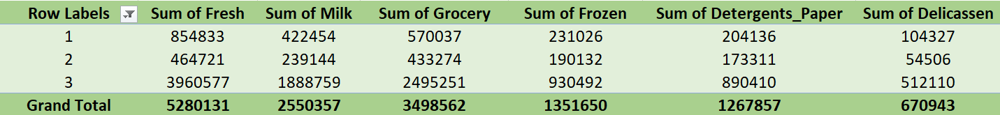 Row Labels Sum of Fresh Sum of Milk Sum of Grocery Sum of Frozen Sum of Detergents_Paper Sum of Delicassen
1 854833 422454 570037 231026 204136 104327
2 464721 239144 433274 190132 173311 54506
3 3960577 1888759 2495251 930492 890410 512110
Grand Total 5280131 2550357 3498562 1351650 1267857 670943